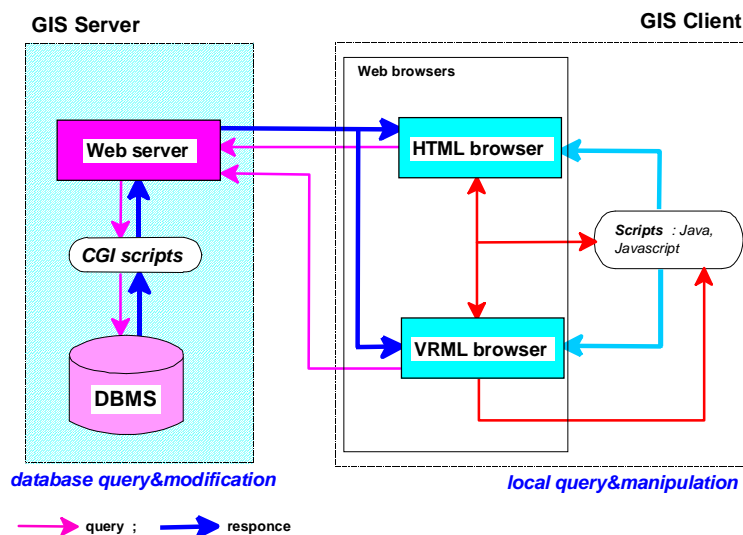 GIS Server
GIS Client
Web browsers
Web server
HTML browser
Scripts : Java,
Javascript
CGI scripts
VRML browser
DBMS
database query&modification
local query&manipulation
query ;
responce